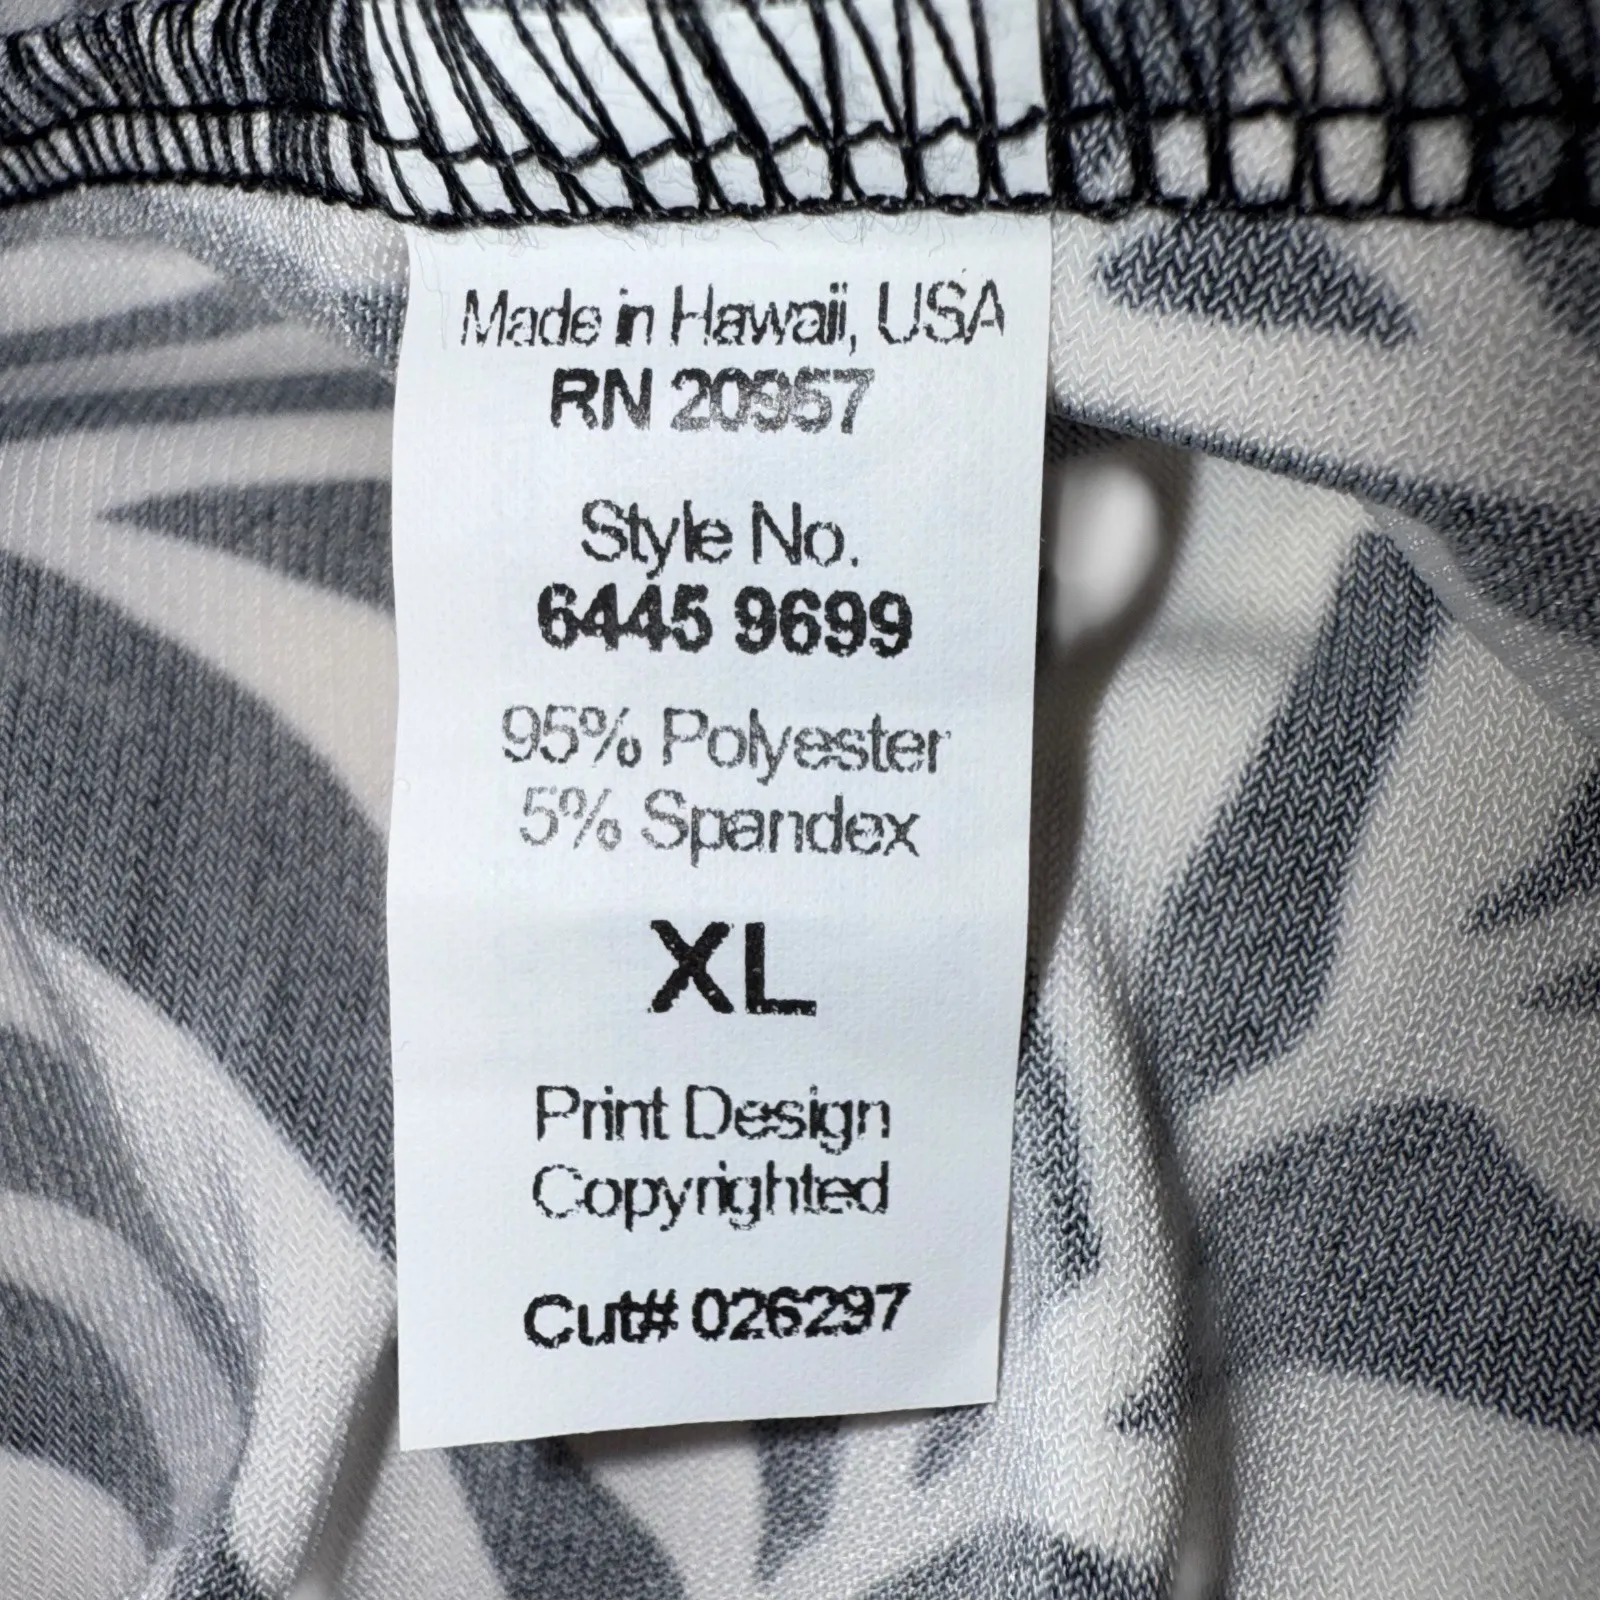 Made in Hawaii, USA
RN 20957
Style No.
6445 9699
95% Polyester
5% Spandex
XL
Print Design
Copyrighted
Cut# 026297